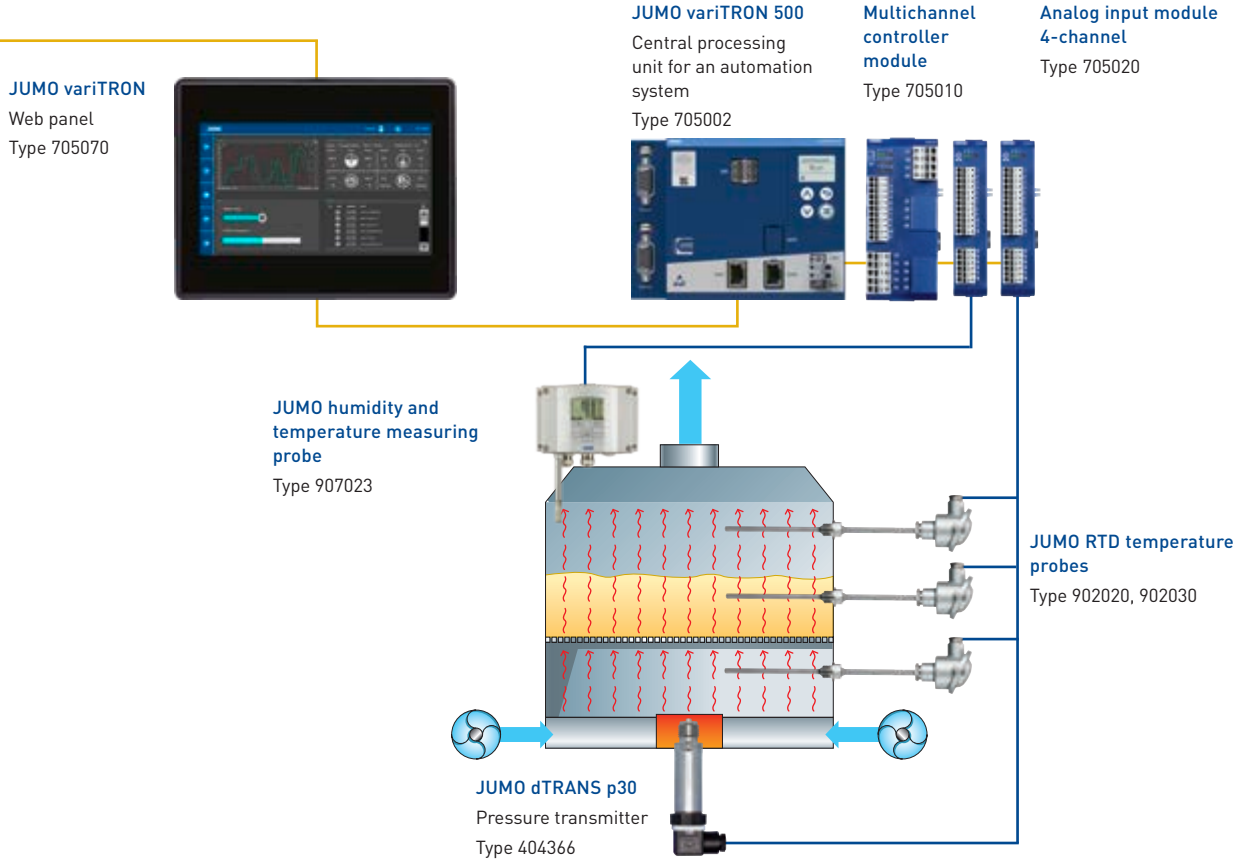 JUMO variTRON
Web panel
Type 705070
JUMO variTRON 500
Central processing
unit for an automation
system
Type 705002
Multichannel
controller
module
Type 705010
Analog input module
4-channel
Type 705020
JUMO humidity and
temperature measuring
probe
Type 907023
JUMO RTD temperature
probes
Type 902020, 902030
JUMO dTRANS p30
Pressure transmitter
Type 404366